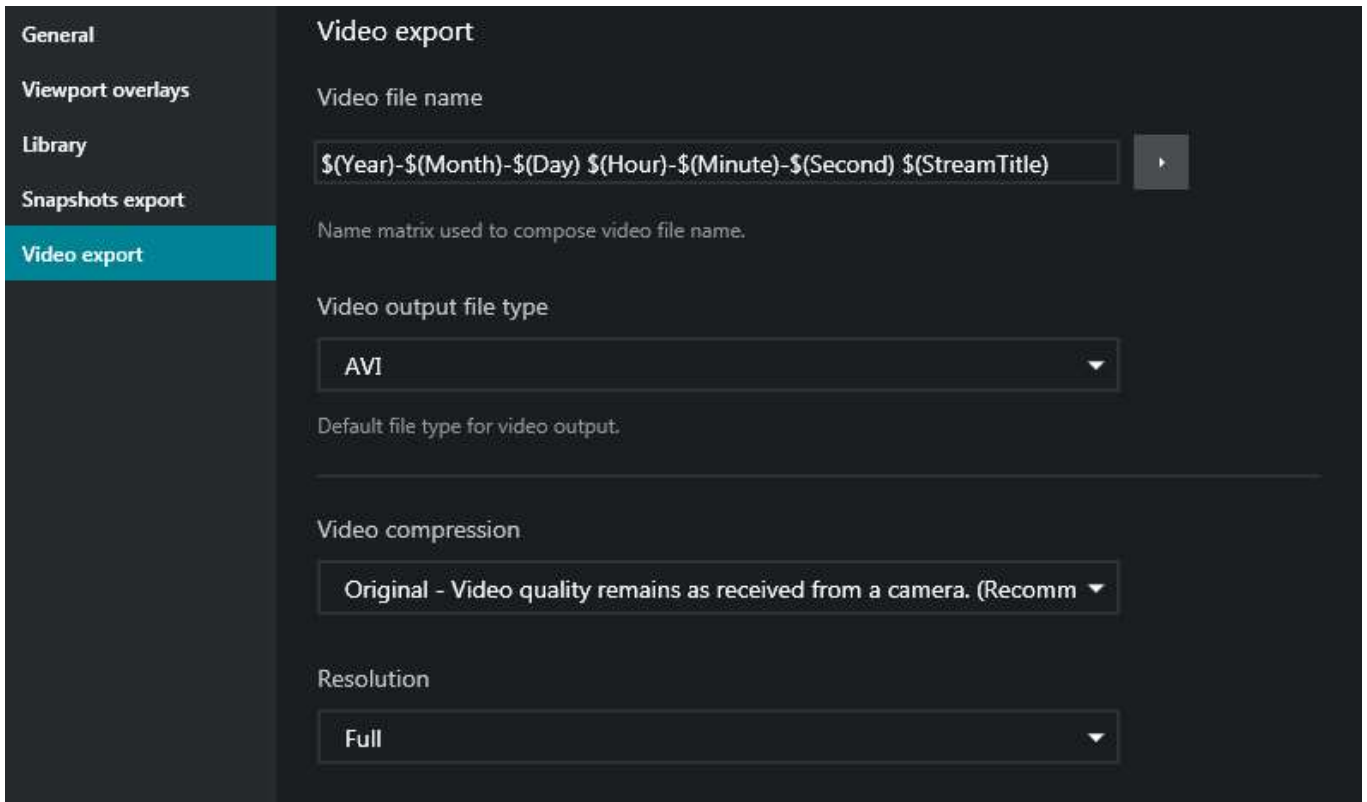 General
Viewport overlays
Library
Snapshots export
Video export
Video export
Video file name
$(Year)-$(Month)-$(Day) $(Hour)-$(Minute)-$(Second) $(StreamTitle)
Name matrix used to compose video file name.
Video output file type
AVI
Default file type for video output.
Video compression
Original - Video quality remains as received from a camera. (Recomm
Resolution
Full